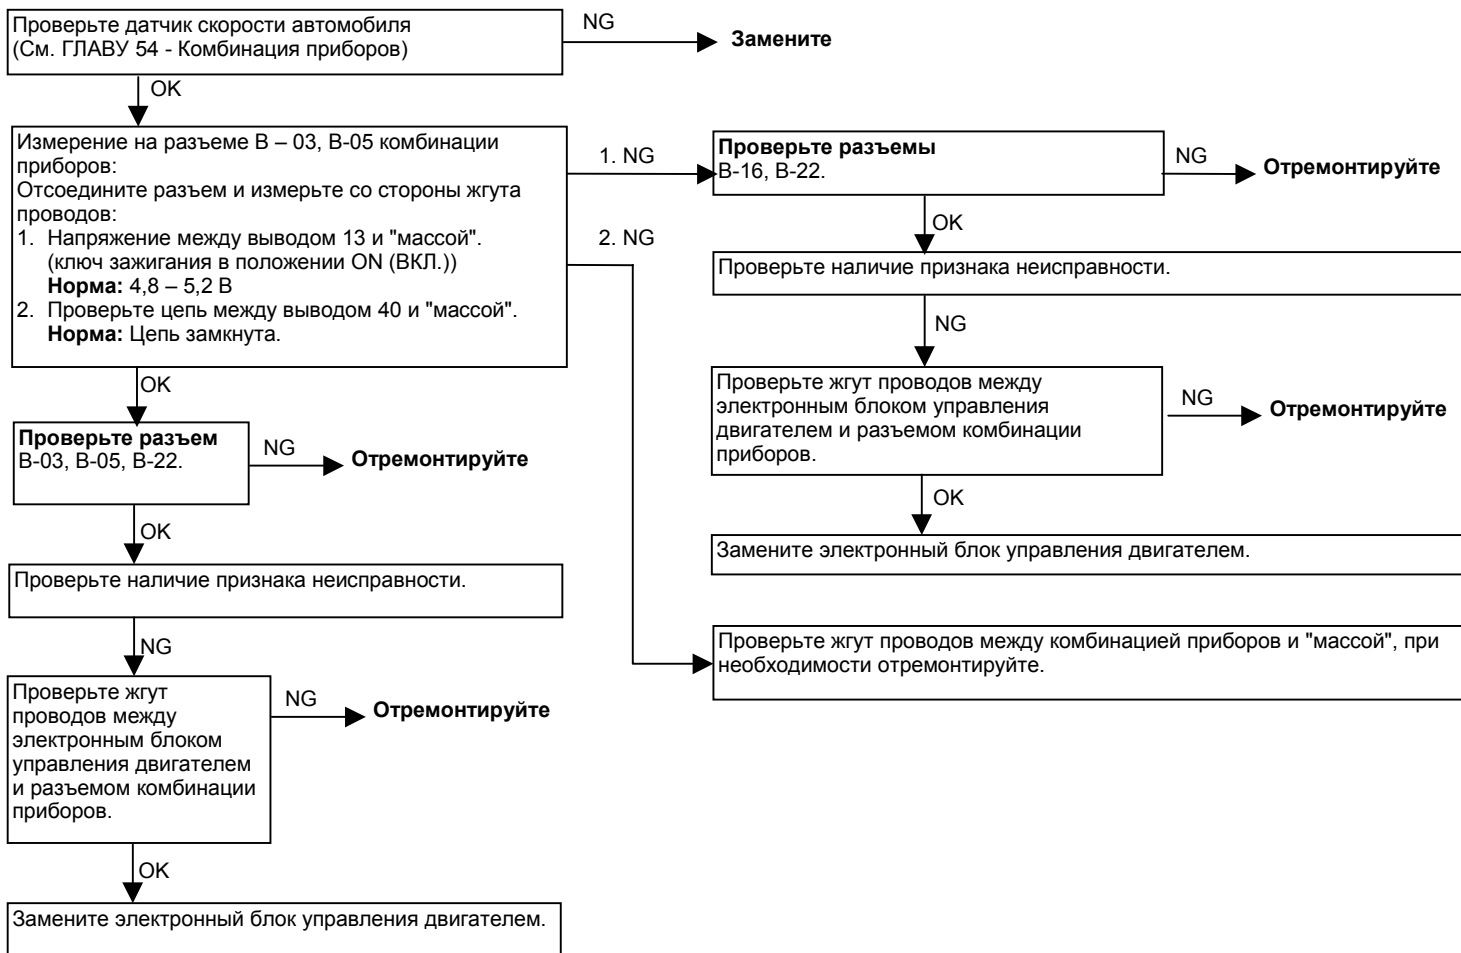 Проверьте датчик скорости автомобиля
(См. ГЛАВУ 54 - Комбинация приборов)
NG
Замените
OK
Измерение на разъеме В – 03, В-05 комбинации
приборов:
Отсоедините разъем и измерьте со стороны жгута
проводов:
1. Напряжение между выводом 13 и "массой".
(ключ зажигания в положении ON (ВКЛ.))
Норма: 4,8 – 5,2 В
2. Проверьте цепь между выводом 40 и "массой".
Норма: Цепь замкнута.
1. NG
2. NG
Проверьте разъемы
В-16, В-22.
NG
Отремонтируйте
OK
Проверьте наличие признака неисправности.
NG
Проверьте жгут проводов между
электронным блоком управления
двигателем и разъемом комбинации
приборов.
NG
Отремонтируйте
OK
Замените электронный блок управления двигателем.
Проверьте жгут проводов между комбинацией приборов и "массой", при
необходимости отремонтируйте.
OK
Проверьте разъем
В-03, В-05, В-22.
NG
Отремонтируйте
OK
Проверьте наличие признака неисправности.
NG
Проверьте жгут
проводов между
электронным блоком
управления двигателем
и разъемом комбинации
приборов.
NG
Отремонтируйте
OK
Замените электронный блок управления двигателем.